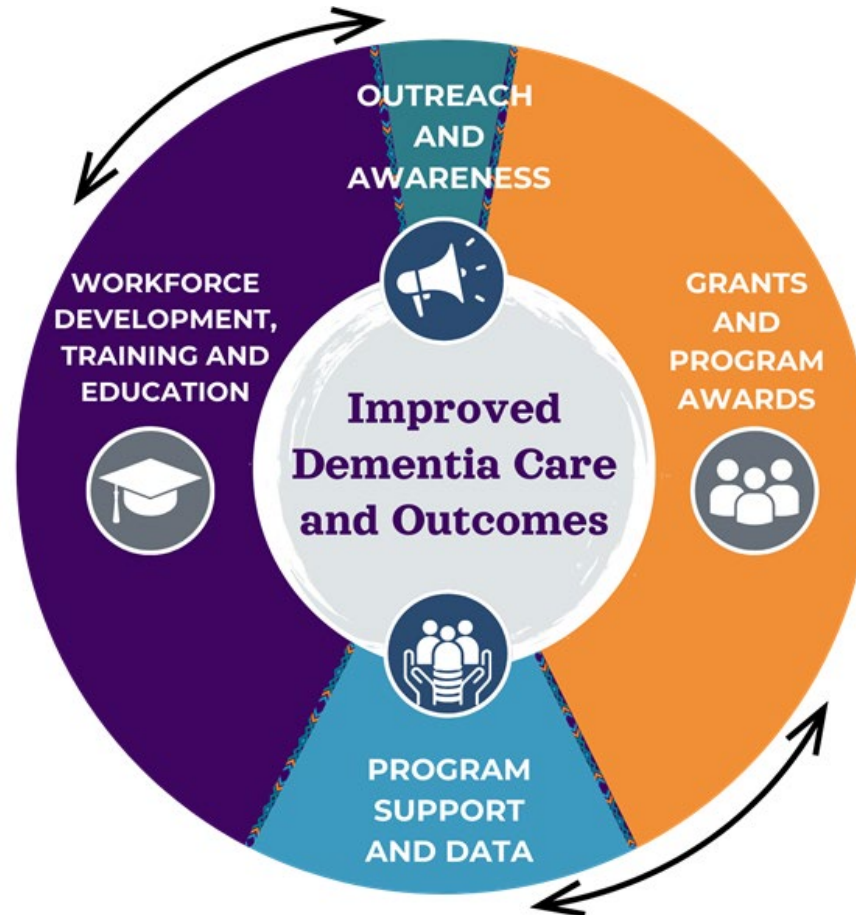 OUTREACH
AND
AWARENESS
WORKFORCE
DEVELOPMENT,
TRAINING AND
EDUCATION
GRANTS
AND
PROGRAM
AWARDS
Improved
Dementia Care
and Outcomes
PROGRAM
SUPPORT
AND DATA